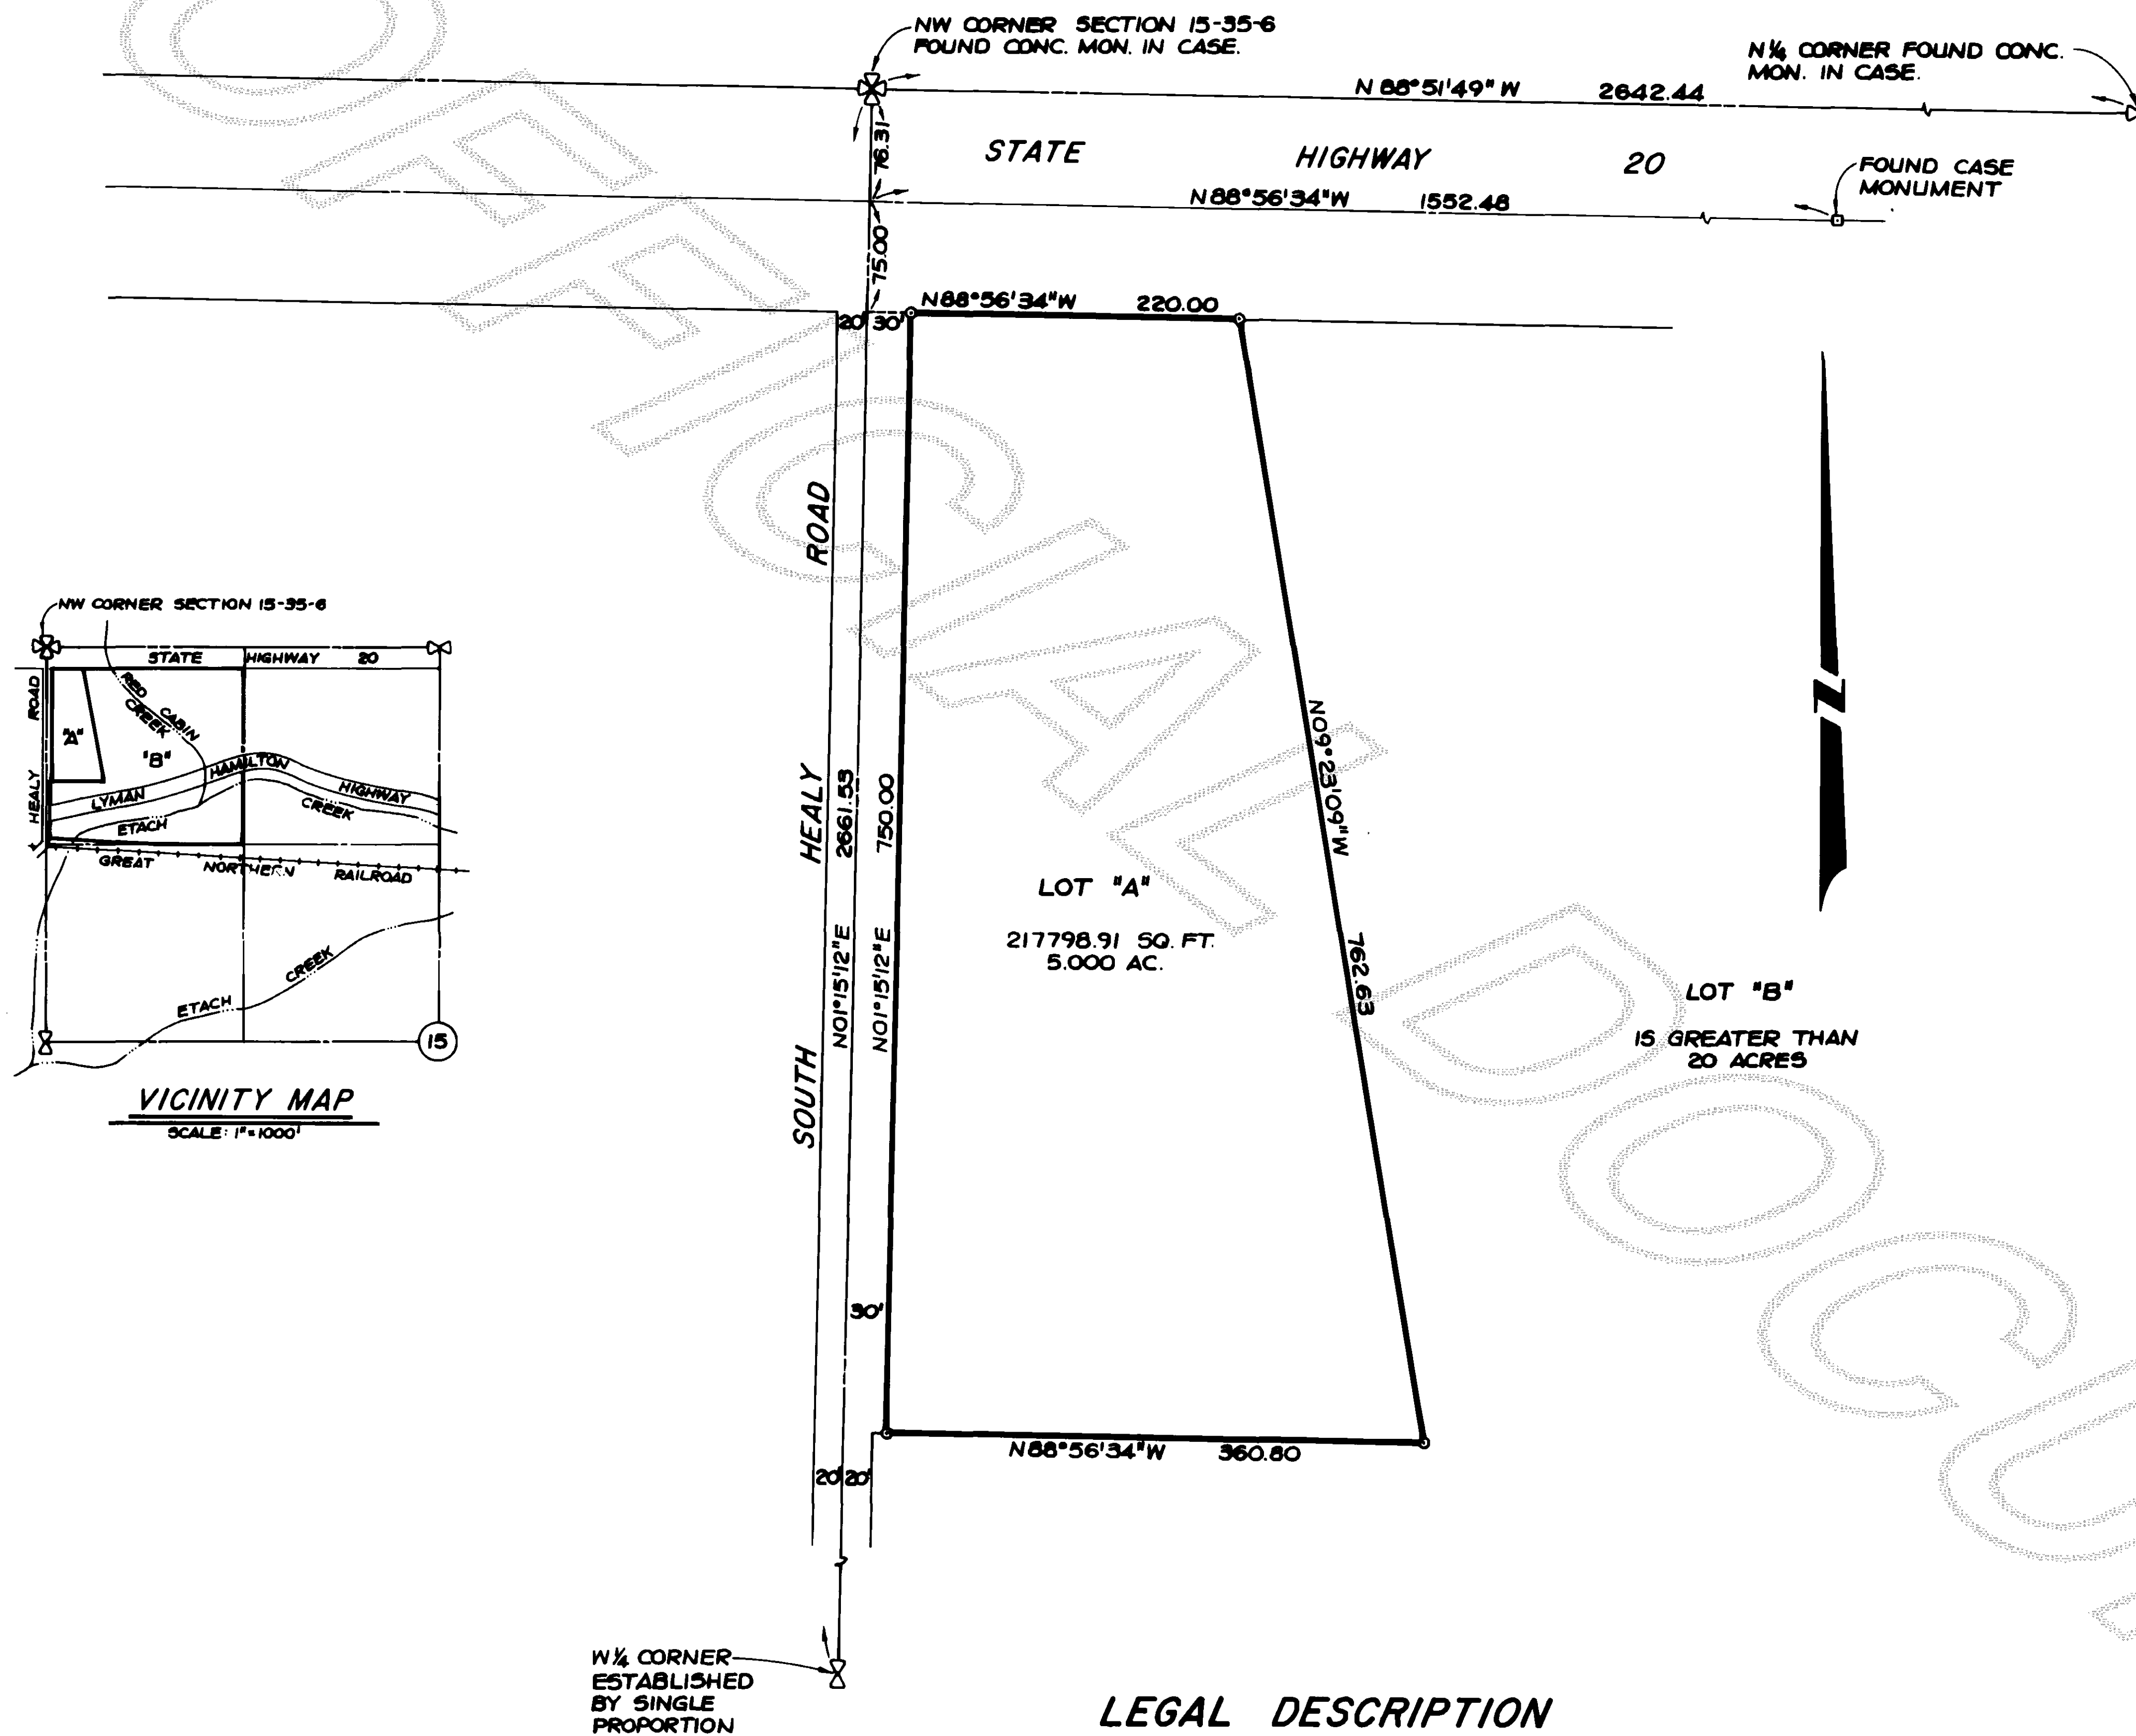 NW CORNER SECTION 15-35-6
FOUND CONC. MON. IN CASE.
N¼ CORNER FOUND CONC.
MON. IN CASE.
N 88°51'49" W 2642.44
76.31
STATE HIGHWAY 20
FOUND CASE
MONUMENT
N88°56'34"W 1552.48
75.00
N88°56'34"W 220.00
20' 30'
SOUTH HEALY ROAD
N01°15'12"E 2661.53
N01°15'12"E 750.00
N09°23'09"W 762.63
LOT "A"
217798.91 SQ. FT.
5.000 AC.
LOT "B"
IS GREATER THAN
20 ACRES
N
30'
N88°56'34"W 360.80
20' 20'
W¼ CORNER
ESTABLISHED
BY SINGLE
PROPORTION
NW CORNER SECTION 15-35-6
STATE HIGHWAY 20
HEALY ROAD
RED CABIN
CREEK
"A"
"B"
LYMAN HAMILTON HIGHWAY
ETACH CREEK
GREAT NORTHERN RAILROAD
ETACH CREEK
15
VICINITY MAP
SCALE: 1"=1000'
LEGAL DESCRIPTION
OFFICIAL DOCU